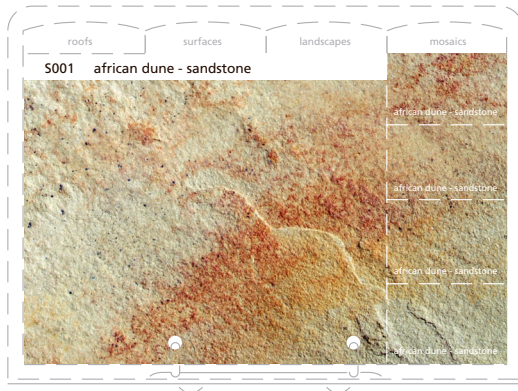 roofs surfaces landscapes mosaics
S001 african dune - sandstone
african dune - sandstone
african dune - sandstone
african dune - sandstone
african dune - sandstone